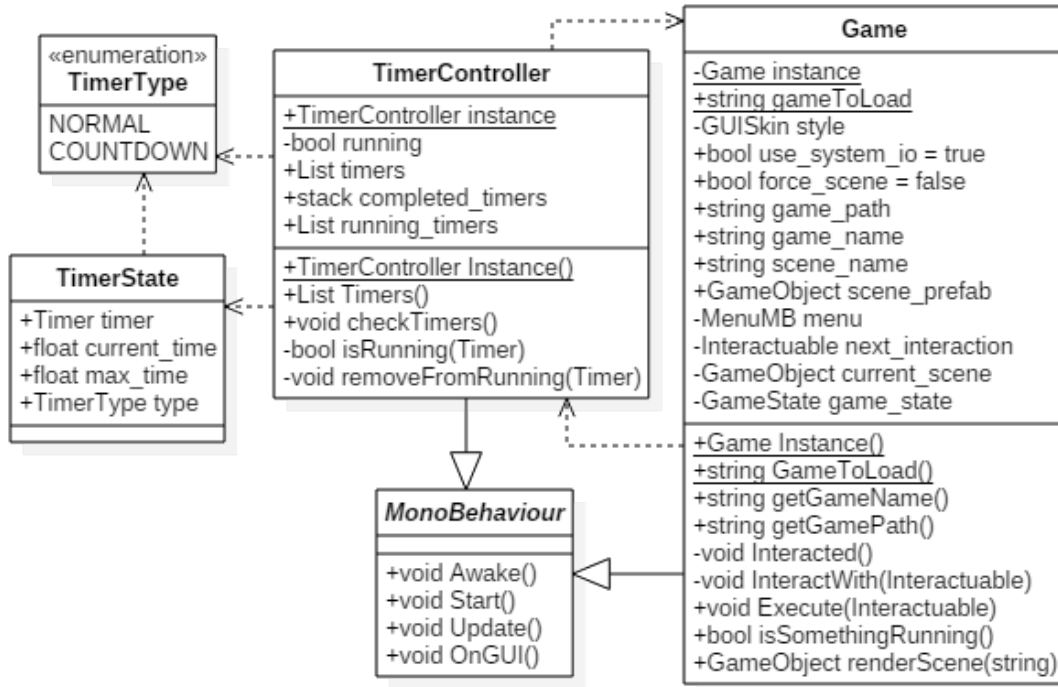 «enumeration»
TimerType
NORMAL
COUNTDOWN
TimerState
+Timer timer
+float current_time
+float max_time
+TimerType type
TimerController
+TimerController instance
-bool running
+List timers
+stack completed_timers
+List running_timers
+TimerController Instance()
+List Timers()
+void checkTimers()
-bool isRunning(Timer)
-void removeFromRunning(Timer)
MonoBehaviour
+void Awake()
+void Start()
+void Update()
+void OnGUI()
Game
-Game instance
+string gameToLoad
-GUISkin style
+bool use_system_io = true
+bool force_scene = false
+string game_path
+string game_name
+string scene_name
+GameObject scene_prefab
-MenuMB menu
-Interactuable next_interaction
-GameObject current_scene
-GameState game_state
+Game Instance()
+string GameToLoad()
+string getGameName()
+string getGamePath()
-void Interacted()
-void InteractWith(Interactuable)
+void Execute(Interactuable)
+bool isSomethingRunning()
+GameObject renderScene(string)